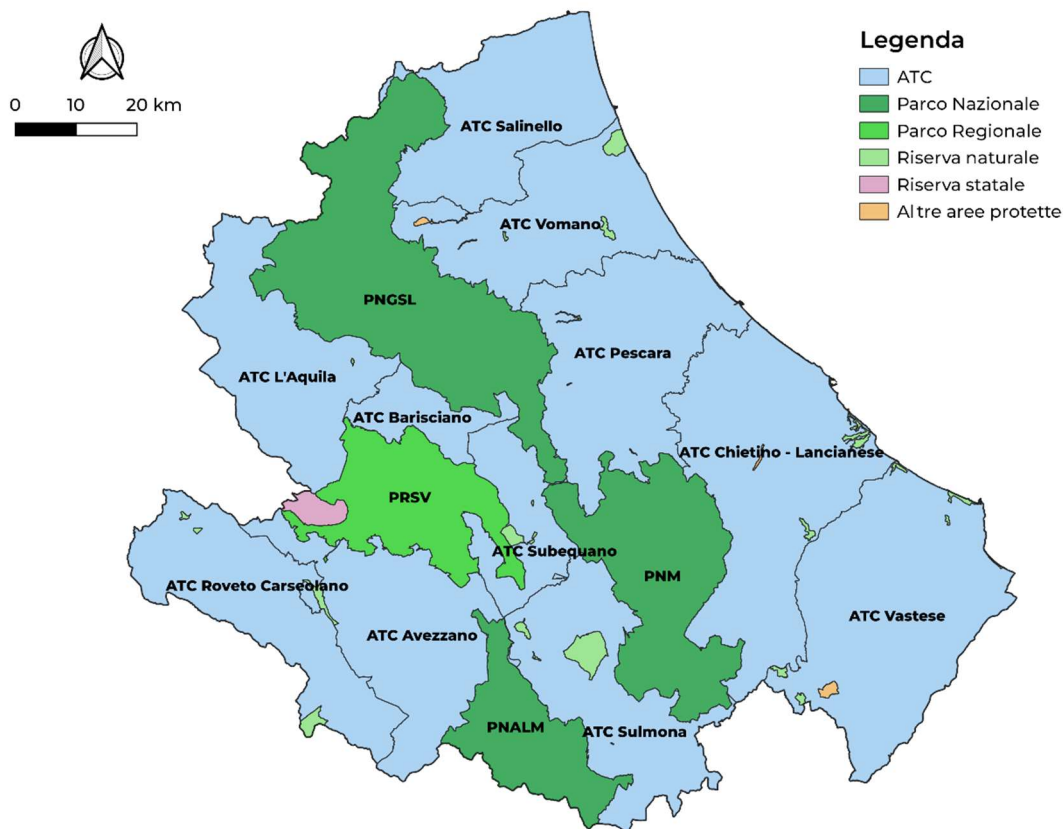 Legenda
0 10 20 km
ATC
Parco Nazionale
Parco Regionale
Riserva naturale
Riserva statale
Altre aree protette
ATC Salinello
ATC Vomano
PNGSL
ATC Pescara
ATC L'Aquila
ATC Barisciano
ATC Chietino - Lancianese
PRSV
ATC Subequano
PNM
ATC Roveto Carseolano
ATC Avezzano
ATC Vastese
PNALM
ATC Sulmona